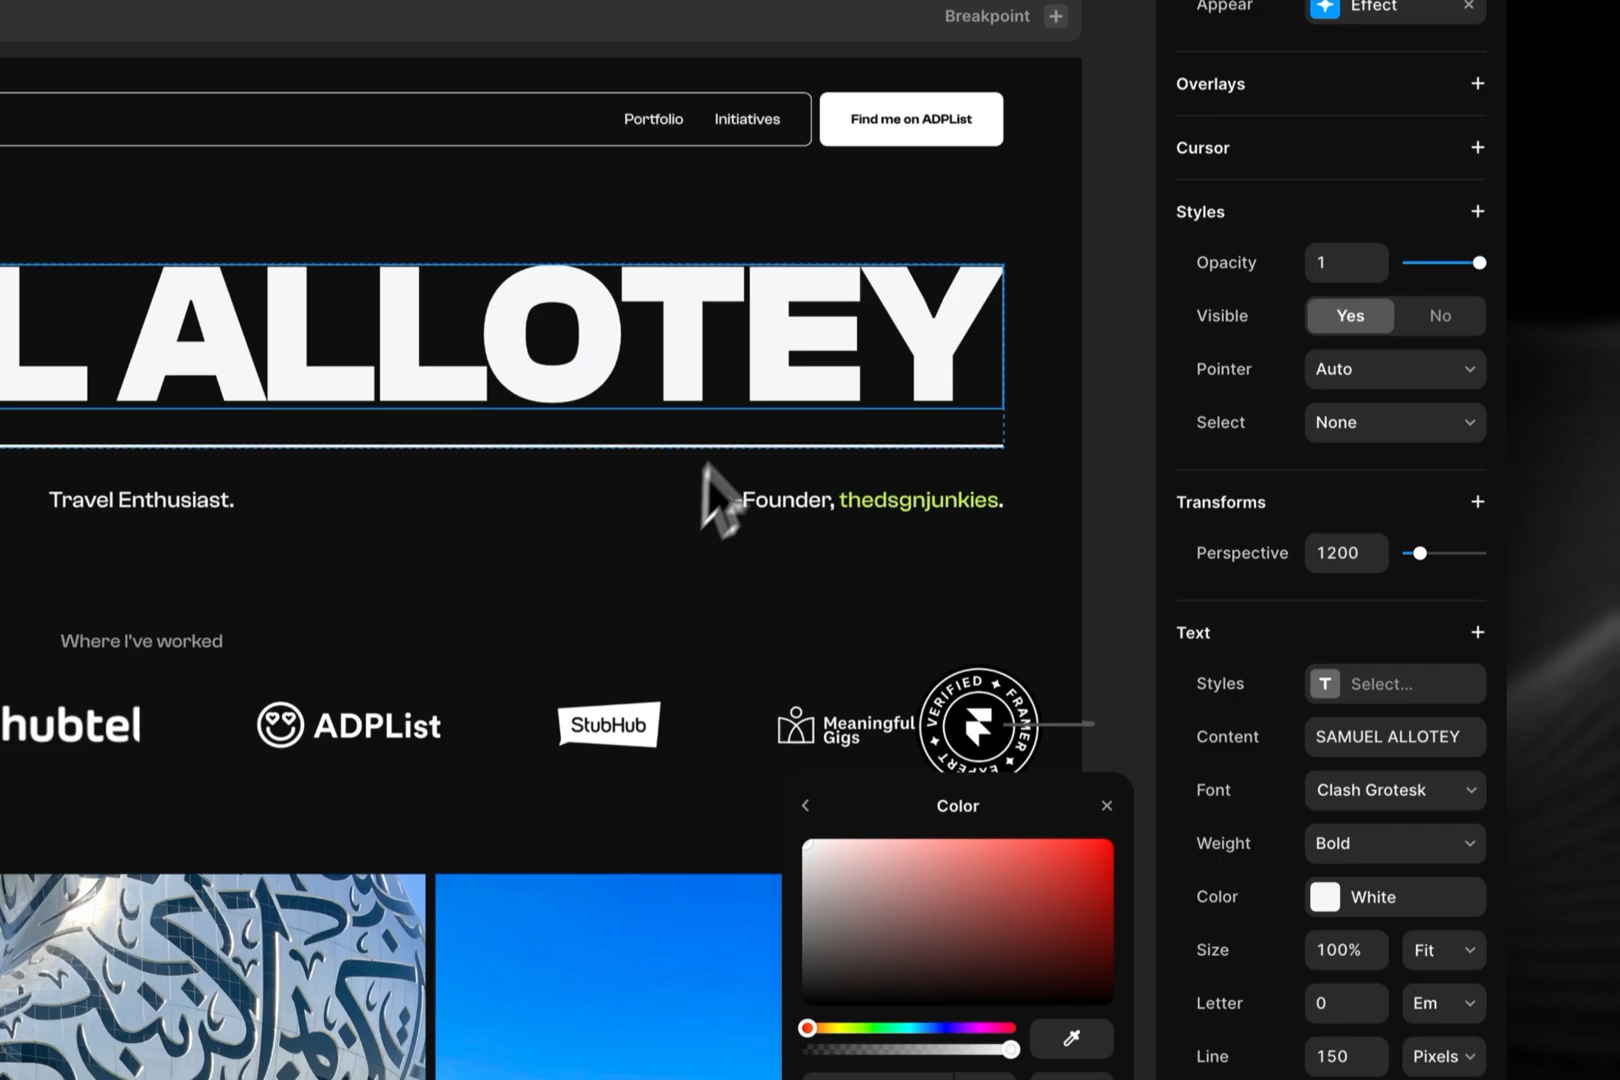 Breakpoint
Appear
Effect
Portfolio
Initiatives
Find me on ADPList
Overlays
Cursor
Styles
Opacity
1
Visible
Yes
No
Pointer
Auto
Select
None
L ALLOTEY
Travel Enthusiast.
Founder, thedsgnjunkies.
Transforms
Perspective
1200
Where I've worked
hubtel
ADPList
StubHub
Meaningful
Gigs
VERIFIED FRAMER EXPERT
Text
Styles
T
Select...
Content
SAMUEL ALLOTEY
Font
Clash Grotesk
Weight
Bold
Color
White
Size
100%
Fit
Letter
0
Em
Line
150
Pixels
Color